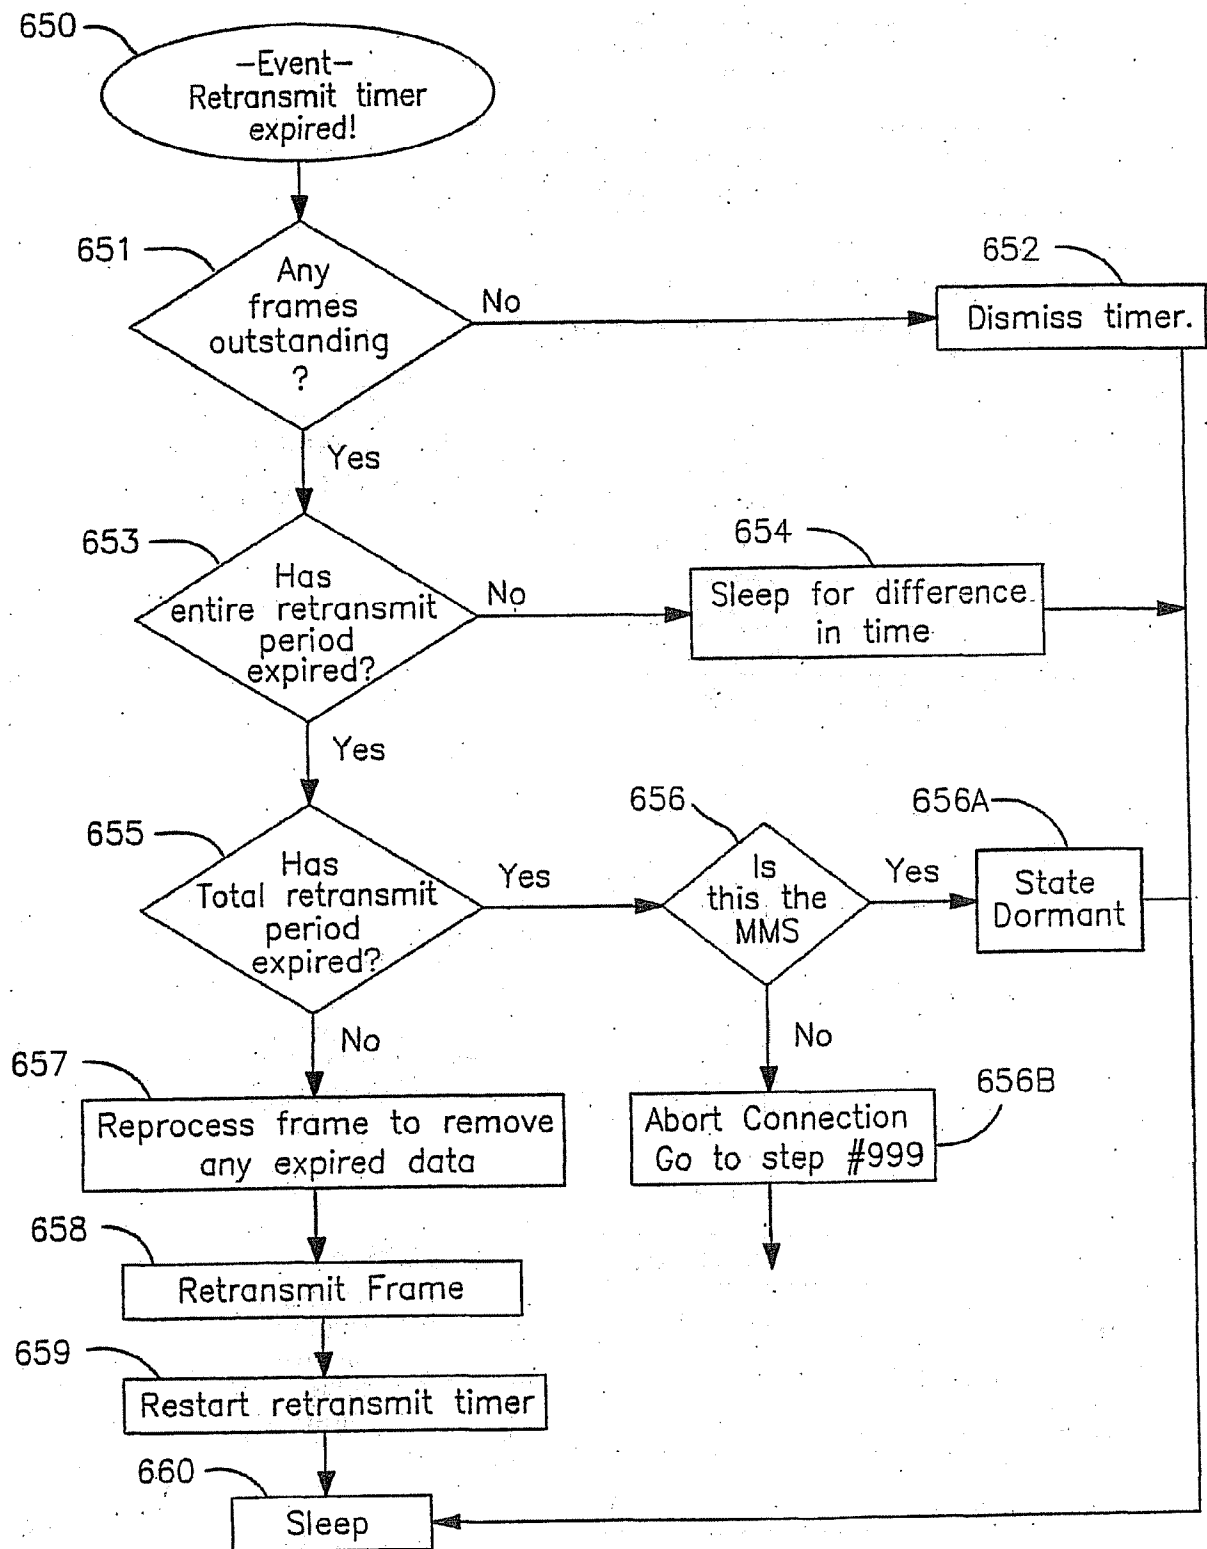 650
-Event-
Retransmit timer
expired!
651
Any
frames
outstanding
?
No
652
Dismiss timer.
Yes
653
Has
entire retransmit
period
expired?
No
654
Sleep for difference
in time
Yes
655
Has
Total retransmit
period
expired?
Yes
656
Is
this the
MMS
Yes
656A
State
Dormant
No
No
657
Reprocess frame to remove
any expired data
656B
Abort Connection
Go to step #999
658
Retransmit Frame
659
Restart retransmit timer
660
Sleep